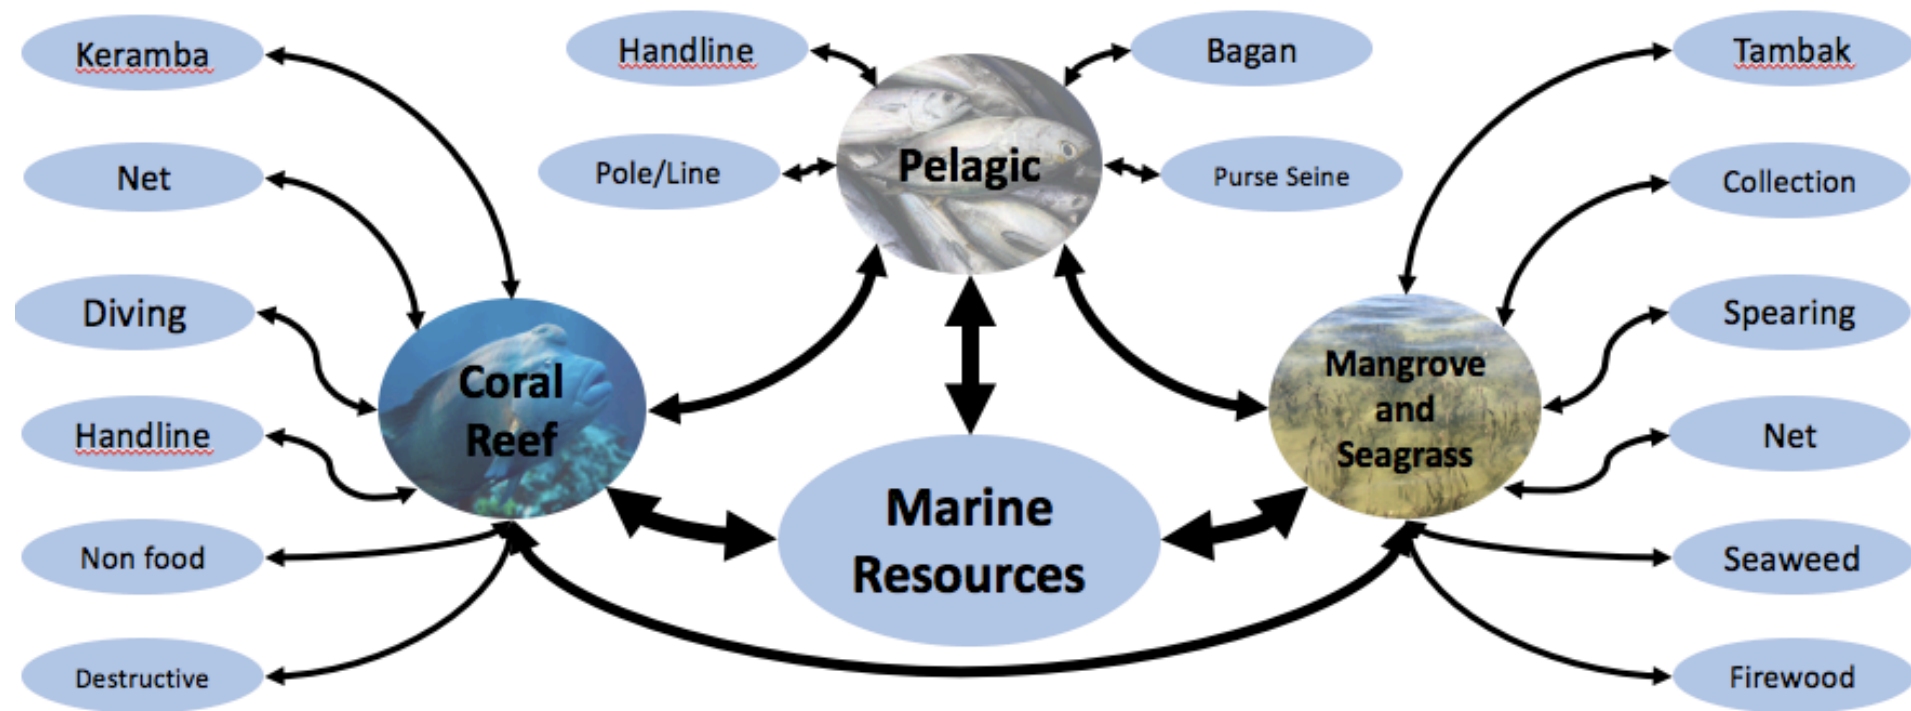 Keramba
Handline
Bagan
Tambak
Net
Pole/Line
Pelagic
Purse Seine
Collection
Diving
Coral
Reef
Mangrove
and
Seagrass
Spearing
Handline
Net
Marine
Resources
Non food
Seaweed
Destructive
Firewood